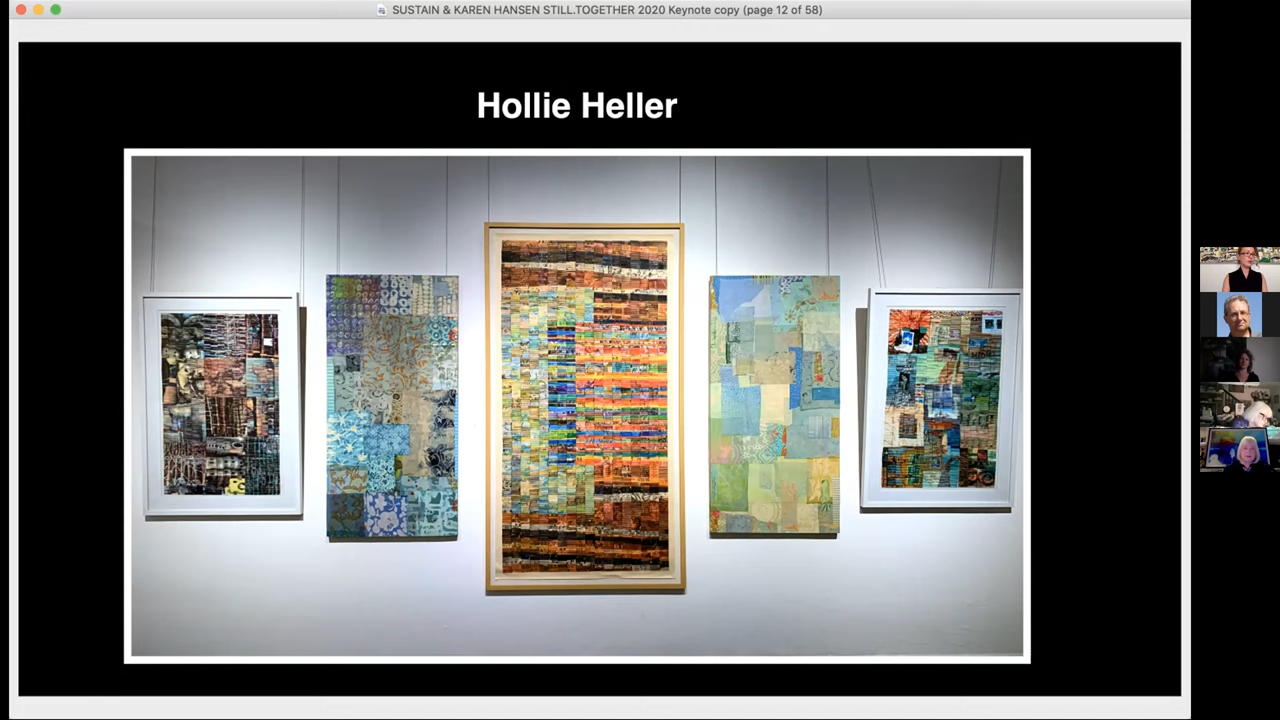 SUSTAIN & KAREN HANSEN STILL.TOGETHER 2020 Keynote copy (page 12 of 58)
Hollie Heller